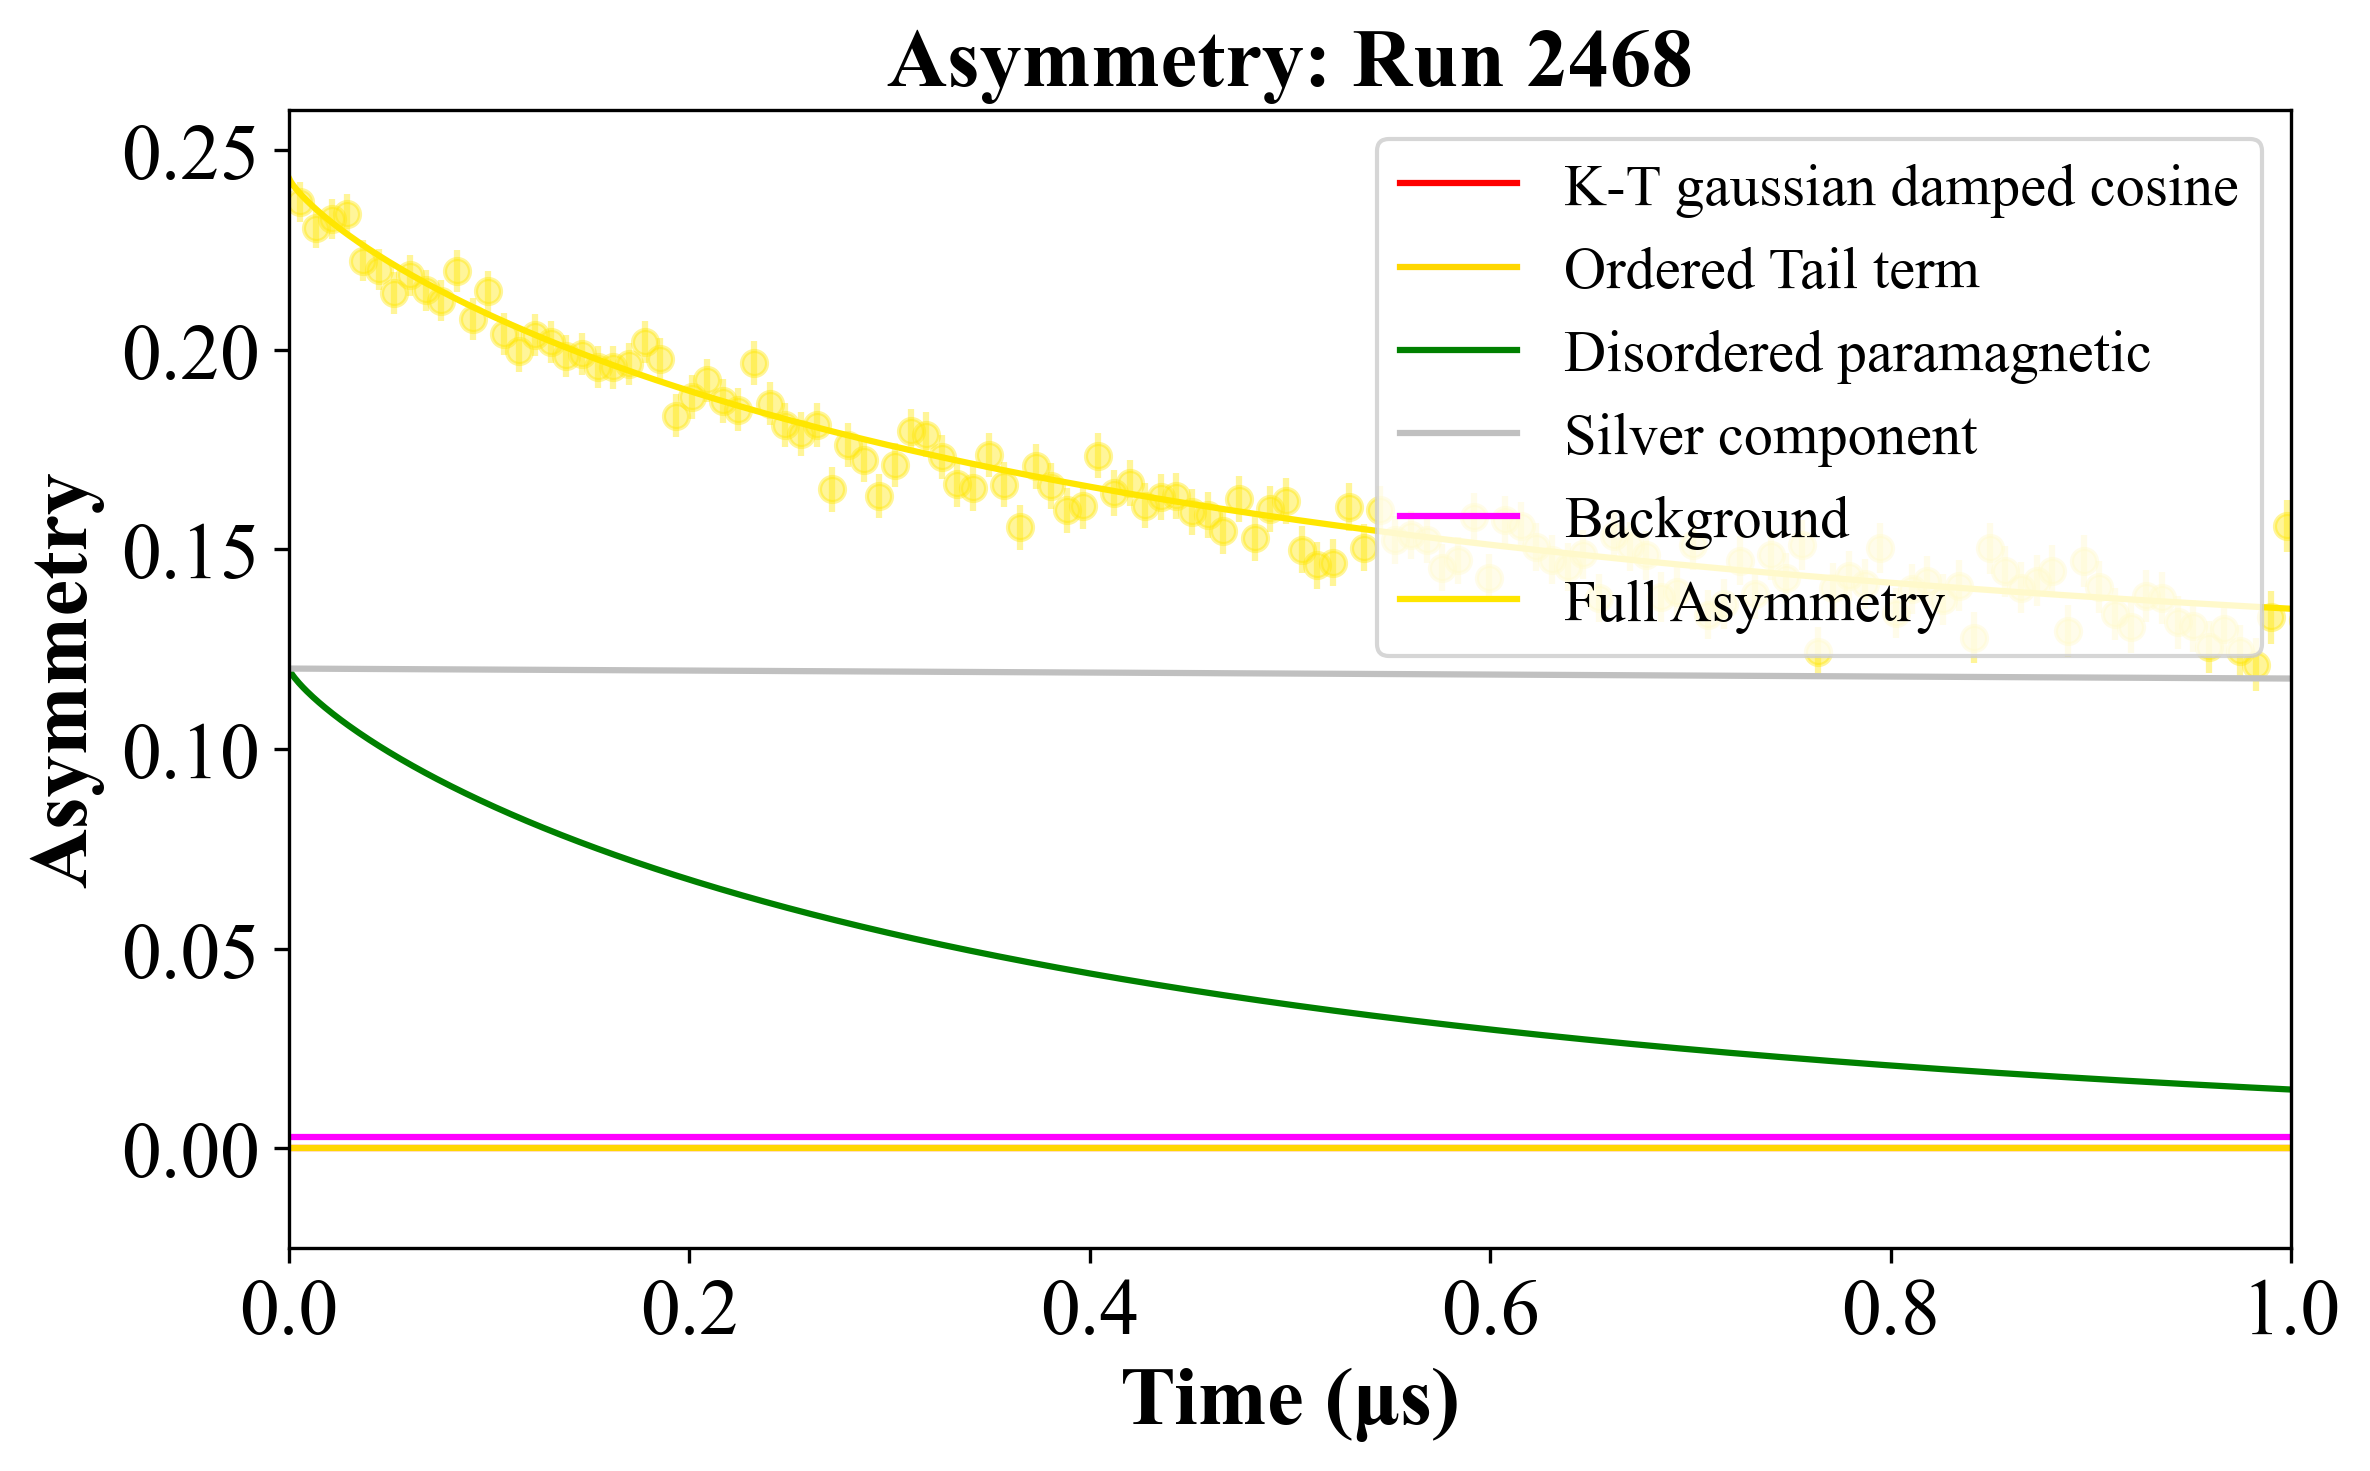 Asymmetry: Run 2468
0.25
0.20
0.15
0.10
0.05
0.00
Asymmetry
K-T gaussian damped cosine
Ordered Tail term
Disordered paramagnetic
Silver component
Background
Full Asymmetry
0.0 0.2 0.4 0.6 0.8 1.0
Time (μs)